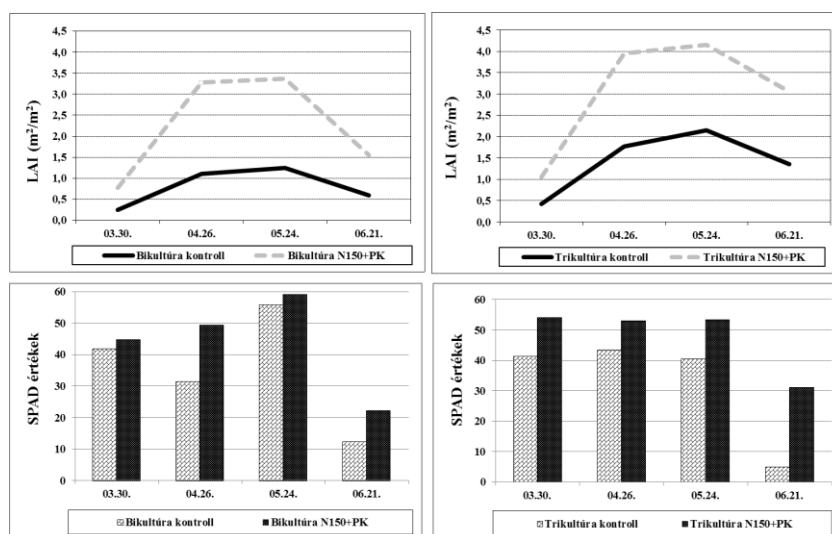 4,5
4,0
3,5
3,0
2,5
2,0
1,5
1,0
0,5
0,0
LAI (m²/m²)
03.30. 04.26. 05.24. 06.21.
Bikultúra kontroll Bikultúra N150+PK
4,5
4,0
3,5
3,0
2,5
2,0
1,5
1,0
0,5
0,0
LAI (m²/m²)
03.30. 04.26. 05.24. 06.21.
Trikultúra kontroll Trikultúra N150+PK
60
50
40
30
20
10
0
SPAD értékek
03.30. 04.26. 05.24. 06.21.
Bikultúra kontroll Bikultúra N150+PK
60
50
40
30
20
10
0
SPAD értékek
03.30. 04.26. 05.24. 06.21.
Trikultúra kontroll Trikultúra N150+PK